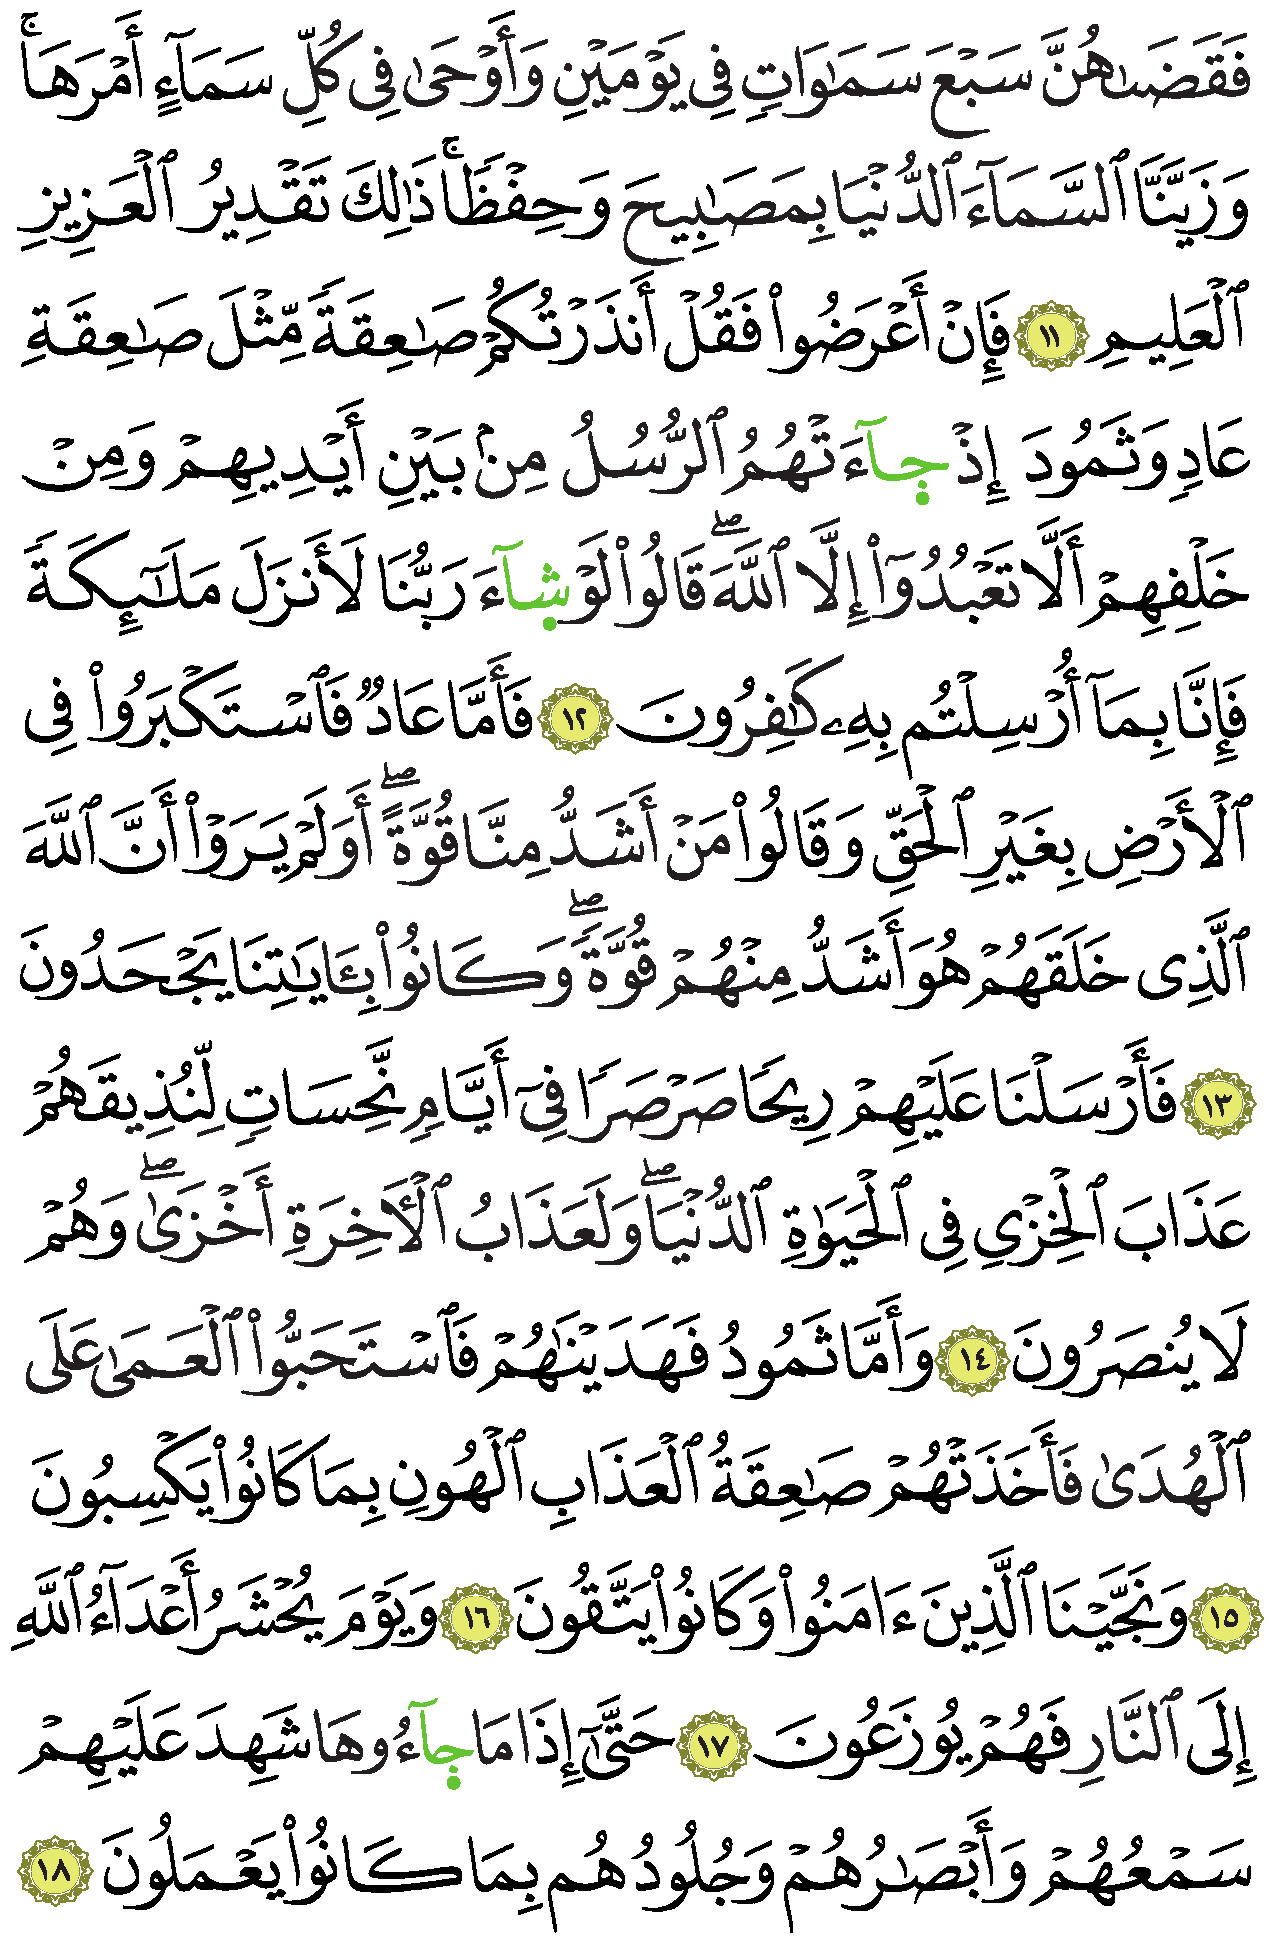 فَقَضَىٰهُنَّ سَبْعَ سَمَٰوَاتٍ فِي يَوْمَيْنِ وَأَوْحَىٰ فِي كُلِّ سَمَآءٍ أَمْرَهَاۚ
وَزَيَّنَّا ٱلسَّمَآءَ ٱلدُّنْيَا بِمَصَٰبِيحَ وَحِفْظٗاۚ ذَٰلِكَ تَقْدِيرُ ٱلْعَزِيزِ
ٱلْعَلِيمِ ١١ فَإِنْ أَعْرَضُواْ فَقُلْ أَنذَرْتُكُمْ صَٰعِقَةٗ مِّثْلَ صَٰعِقَةِ
عَادٖ وَثَمُودَ إِذْ جَآءَتْهُمُ ٱلرُّسُلُ مِنۢ بَيْنِ أَيْدِيهِمْ وَمِنْ
خَلْفِهِمْ أَلَّا تَعْبُدُوٓاْ إِلَّا ٱللَّهَۖ قَالُواْ لَوْ شَآءَ رَبُّنَا لَأَنزَلَ مَلَٰٓئِكَةٗ
فَإِنَّا بِمَآ أُرْسِلْتُم بِهِۦ كَٰفِرُونَ ١٢ فَأَمَّا عَادٞ فَٱسْتَكْبَرُواْ فِي
ٱلْأَرْضِ بِغَيْرِ ٱلْحَقِّ وَقَالُواْ مَنْ أَشَدُّ مِنَّا قُوَّةًۖ أَوَلَمْ يَرَوْاْ أَنَّ ٱللَّهَ
ٱلَّذِي خَلَقَهُمْ هُوَ أَشَدُّ مِنْهُمْ قُوَّةٗۖ وَكَانُواْ بِـَٔايَٰتِنَا يَجْحَدُونَ
١٣ فَأَرْسَلْنَا عَلَيْهِمْ رِيحٗا صَرْصَرٗا فِيٓ أَيَّامٖ نَّحِسَاتٖ لِّنُذِيقَهُمْ
عَذَابَ ٱلْخِزْيِ فِي ٱلْحَيَوٰةِ ٱلدُّنْيَاۖ وَلَعَذَابُ ٱلْأٓخِرَةِ أَخْزَىٰۖ وَهُمْ
لَا يُنصَرُونَ ١٤ وَأَمَّا ثَمُودُ فَهَدَيْنَٰهُمْ فَٱسْتَحَبُّواْ ٱلْعَمَىٰ عَلَى
ٱلْهُدَىٰ فَأَخَذَتْهُمْ صَٰعِقَةُ ٱلْعَذَابِ ٱلْهُونِ بِمَا كَانُواْ يَكْسِبُونَ
١٥ وَنَجَّيْنَا ٱلَّذِينَ ءَامَنُواْ وَكَانُواْ يَتَّقُونَ ١٦ وَيَوْمَ يُحْشَرُ أَعْدَآءُ ٱللَّهِ
إِلَى ٱلنَّارِ فَهُمْ يُوزَعُونَ ١٧ حَتَّىٰٓ إِذَا مَا جَآءُوهَا شَهِدَ عَلَيْهِمْ
سَمْعُهُمْ وَأَبْصَٰرُهُمْ وَجُلُودُهُم بِمَا كَانُواْ يَعْمَلُونَ ١٨